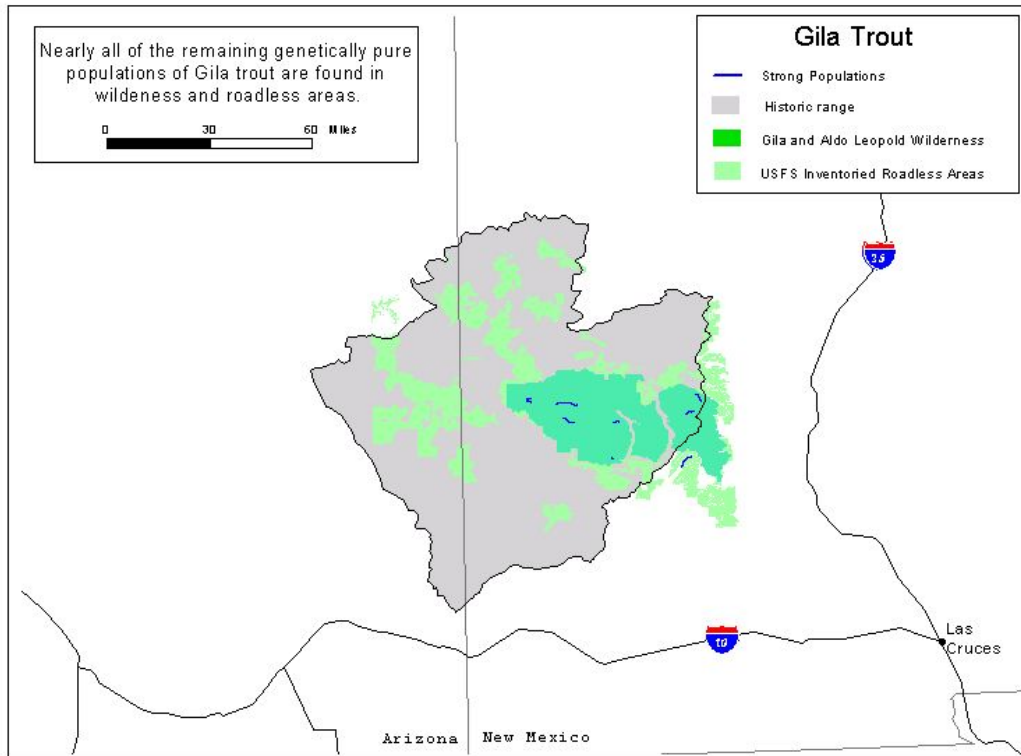 Nearly all of the remaining genetically pure
populations of Gila trout are found in
wildeness and roadless areas.
0 30 60 Miles
Gila Trout
Strong Populations
Historic range
Gila and Aldo Leopold Wilderness
USFS Inventoried Roadless Areas
25
10
Las
Cruces
Arizona New Mexico